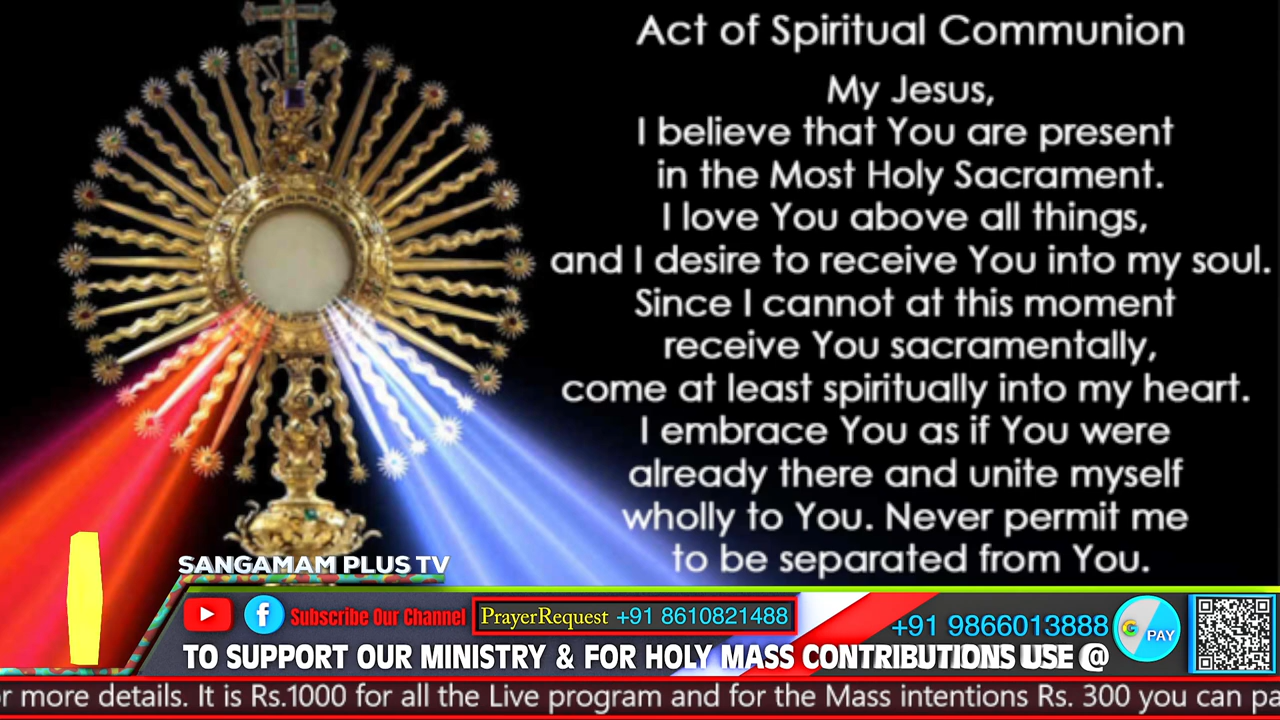 Act of Spiritual Communion
My Jesus,
I believe that You are present
in the Most Holy Sacrament.
I love You above all things,
and I desire to receive You into my soul.
Since I cannot at this moment
receive You sacramentally,
come at least spiritually into my heart.
I embrace You as if You were
already there and unite myself
wholly to You. Never permit me
to be separated from You.
SANGAMAM PLUS TV
Subscribe Our Channel
PrayerRequest +91 8610821488
+91 9866013888
G PAY
TO SUPPORT OUR MINISTRY & FOR HOLY MASS CONTRIBUTIONS USE @
r more details. It is Rs.1000 for all the Live program and for the Mass intentions Rs. 300 you can pa